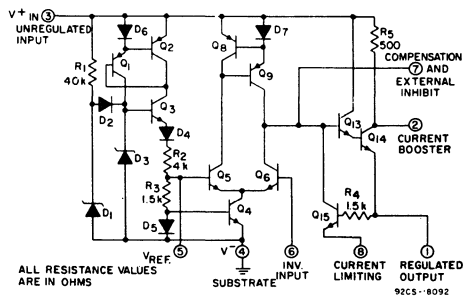 V+ IN ③
UNREGULATED
INPUT
D6
Q2
Q1
R1
40k
D2
Q3
D4
D3
R2
4k
R3
1.5k
D5
D1
Q8
D7
Q9
Q5
Q6
Q4
R5
500
COMPENSATION
⑦ AND
EXTERNAL
INHIBIT
Q13
Q14
②
CURRENT
BOOSTER
R4
1.5k
Q15
⑤
VREF.
V- ④
SUBSTRATE
⑥
INV.
INPUT
⑧
CURRENT
LIMITING
①
REGULATED
OUTPUT
ALL RESISTANCE VALUES
ARE IN OHMS
92CS-8092